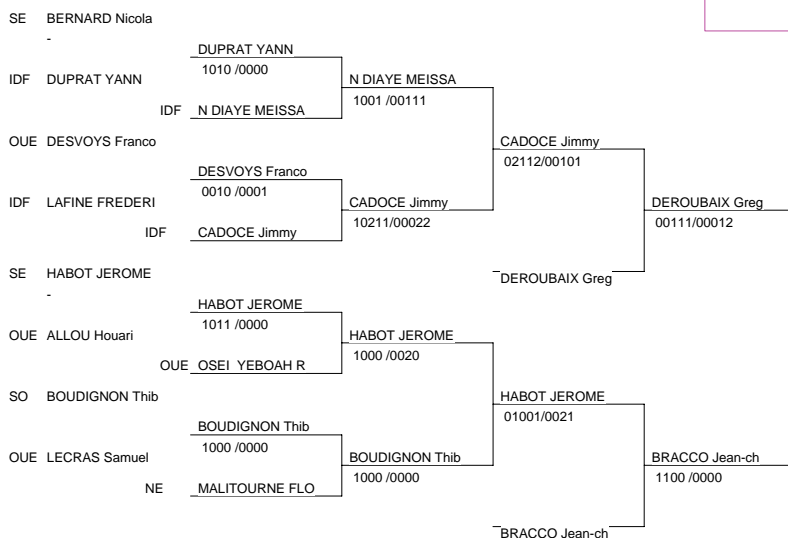 SE BERNARD Nicola
-
DUPRAT YANN
1010 /0000
IDF DUPRAT YANN
N DIAYE MEISSA
1001 /00111
IDF N DIAYE MEISSA
OUE DESVOYS Franco
CADOCE Jimmy
02112/00101
DESVOYS Franco
0010 /0001
IDF LAFINE FREDERI
CADOCE Jimmy
10211/00022
DEROUBAIX Greg
00111/00012
IDF CADOCE Jimmy
SE HABOT JEROME
-
DEROUBAIX Greg
HABOT JEROME
1011 /0000
OUE ALLOU Houari
HABOT JEROME
1000 /0020
OUE OSEI YEBOAH R
SO BOUDIGNON Thib
HABOT JEROME
01001/0021
BOUDIGNON Thib
1000 /0000
OUE LECRAS Samuel
BOUDIGNON Thib
1000 /0000
BRACCO Jean-ch
1100 /0000
NE MALITOURNE FLO
BRACCO Jean-ch